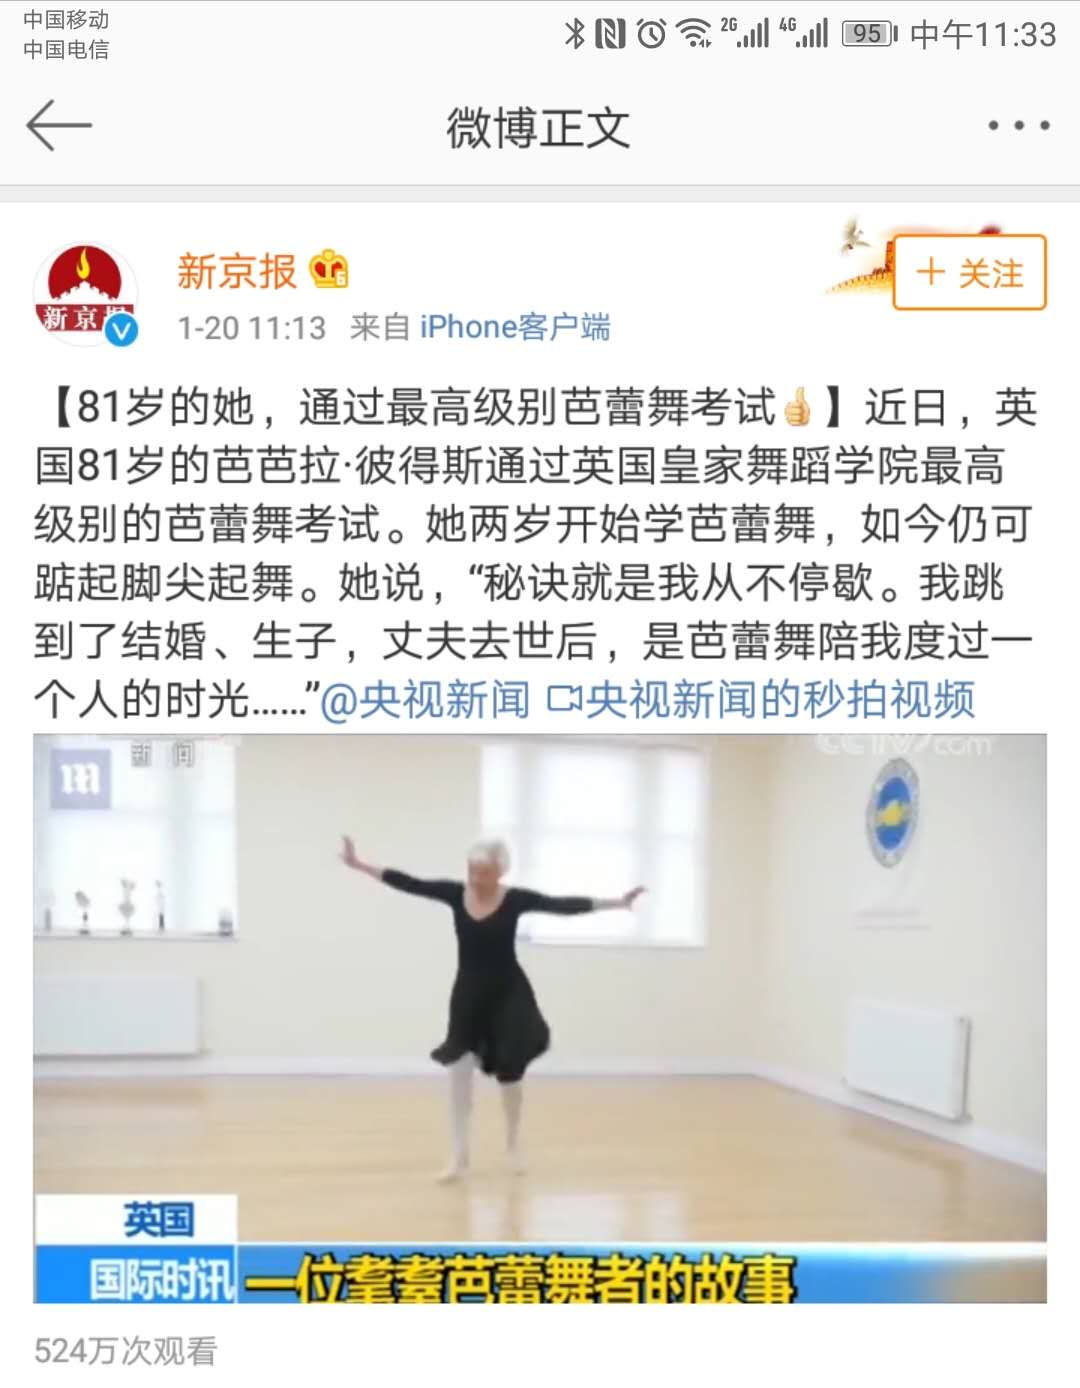 中国移动
中国电信
2G
4G
95
中午11:33
微博正文
新京报
6
+ 关注
新京报
1-20 11:13 来自 iPhone客户端
【81岁的她，通过最高级别芭蕾舞考试👍】近日，英
国81岁的芭芭拉·彼得斯通过英国皇家舞蹈学院最高
级别的芭蕾舞考试。她两岁开始学芭蕾舞，如今仍可
踮起脚尖起舞。她说，“秘诀就是我从不停歇。我跳
到了结婚、生子，丈夫去世后，是芭蕾舞陪我度过一
个人的时光……”@央视新闻 央视新闻的秒拍视频
m
新闻
CCTV.com
英国
国际时讯
一位耄耋芭蕾舞者的故事
524万次观看